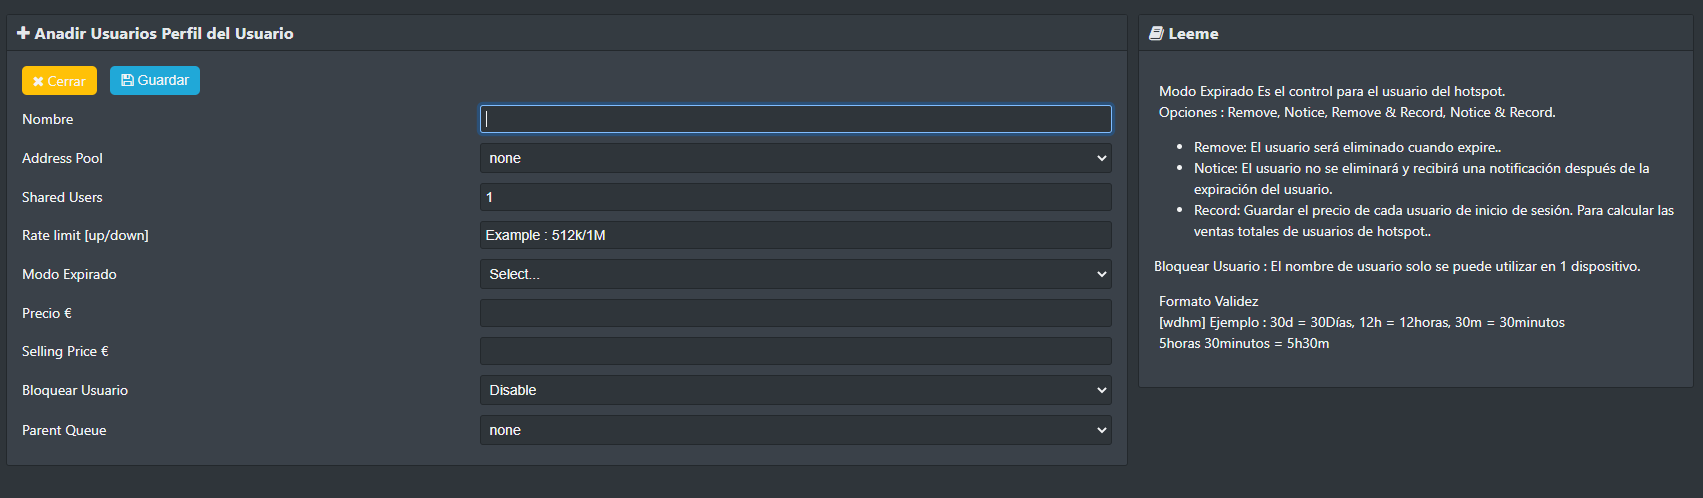 Anadir Usuarios Perfil del Usuario
Cerrar
Guardar
Nombre
Address Pool
none
Shared Users
1
Rate limit [up/down]
Example : 512k/1M
Modo Expirado
Select...
Precio €
Selling Price €
Bloquear Usuario
Disable
Parent Queue
none
Leeme
Modo Expirado Es el control para el usuario del hotspot.
Opciones : Remove, Notice, Remove & Record, Notice & Record.
Remove: El usuario será eliminado cuando expire..
Notice: El usuario no se eliminará y recibirá una notificación después de la
expiración del usuario.
Record: Guardar el precio de cada usuario de inicio de sesión. Para calcular las
ventas totales de usuarios de hotspot..
Bloquear Usuario : El nombre de usuario solo se puede utilizar en 1 dispositivo.
Formato Validez
[wdhm] Ejemplo : 30d = 30Días, 12h = 12horas, 30m = 30minutos
5horas 30minutos = 5h30m